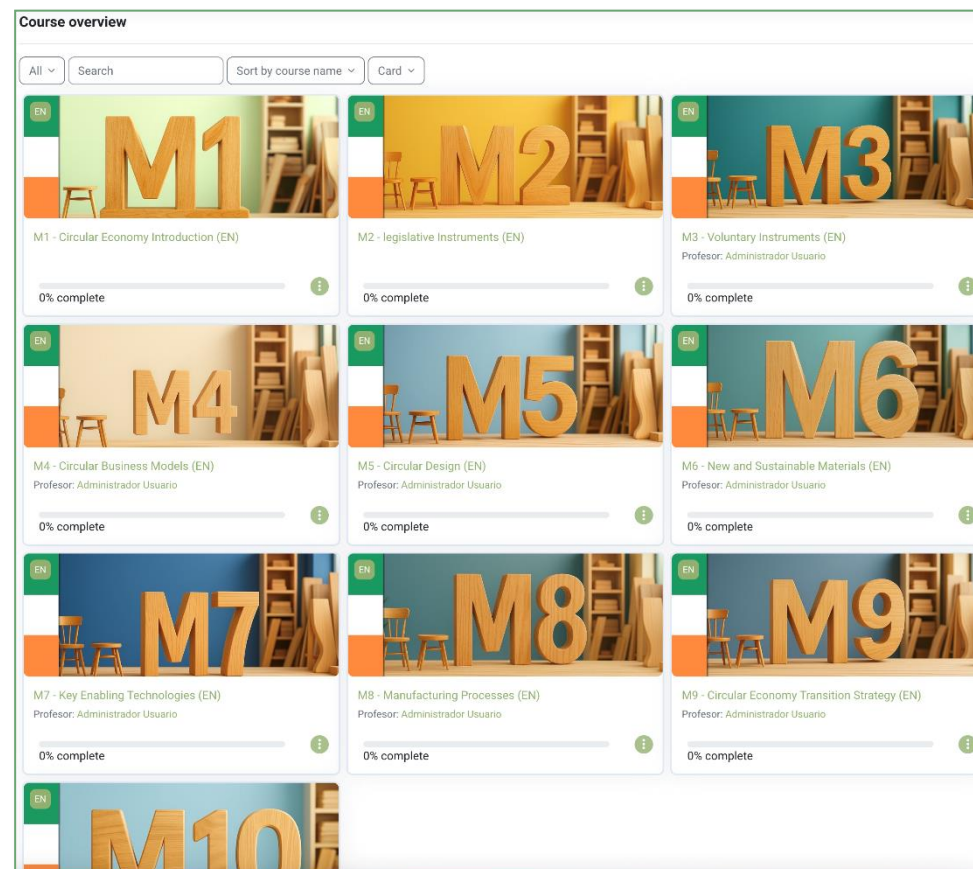 Course overview
All
Search
Sort by course name
Card
EN
M1
EN
M2
EN
M3
M1 - Circular Economy Introduction (EN)
M2 - legislative Instruments (EN)
M3 - Voluntary Instruments (EN)
Profesor: Administrador Usuario
0% complete
0% complete
0% complete
EN
M4
EN
M5
EN
M6
M4 - Circular Business Models (EN)
M5 - Circular Design (EN)
M6 - New and Sustainable Materials (EN)
Profesor: Administrador Usuario
Profesor: Administrador Usuario
Profesor: Administrador Usuario
0% complete
0% complete
0% complete
EN
M7
EN
M8
EN
M9
M7 - Key Enabling Technologies (EN)
M8 - Manufacturing Processes (EN)
M9 - Circular Economy Transition Strategy (EN)
Profesor: Administrador Usuario
Profesor: Administrador Usuario
Profesor: Administrador Usuario
0% complete
0% complete
0% complete
EN
M10